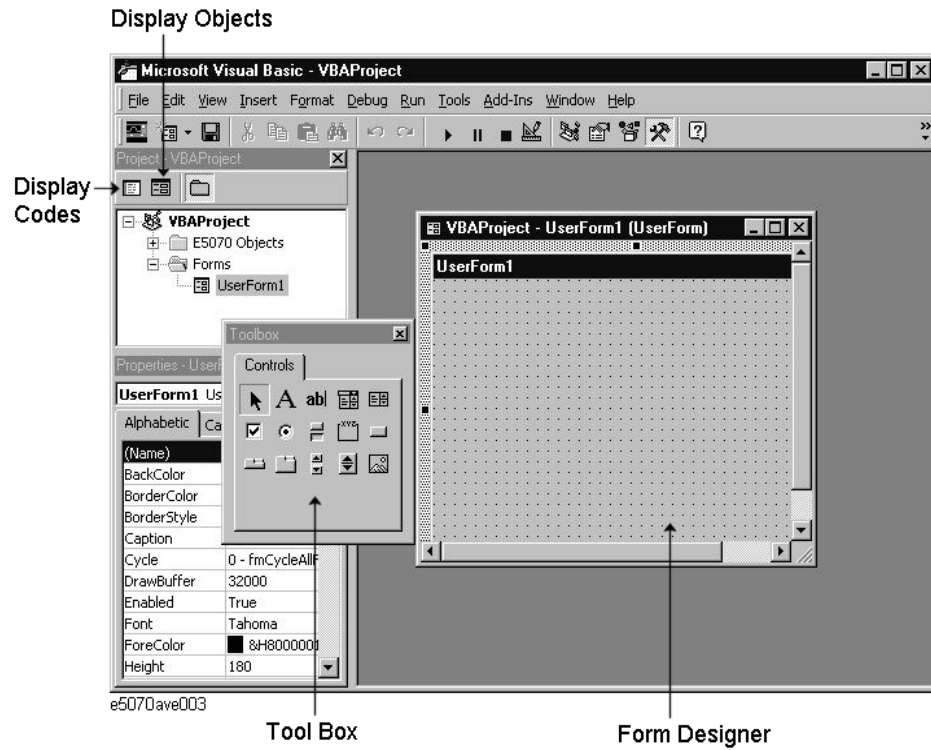 Display Objects
Microsoft Visual Basic - VBAProject
File Edit View Insert Format Debug Run Tools Add-Ins Window Help
Project - VBAProject
Display
Codes
VBAProject
E5070 Objects
Forms
UserForm1
VBAProject - UserForm1 (UserForm)
UserForm1
Toolbox
Controls
A ab|
xyz
Properties - UserF
UserForm1 Us
Alphabetic Ca
(Name)
BackColor
BorderColor
BorderStyle
Caption
Cycle 0 - fmCycleAllF
DrawBuffer 32000
Enabled True
Font Tahoma
ForeColor &H8000001
Height 180
e5070ave003
Tool Box
Form Designer